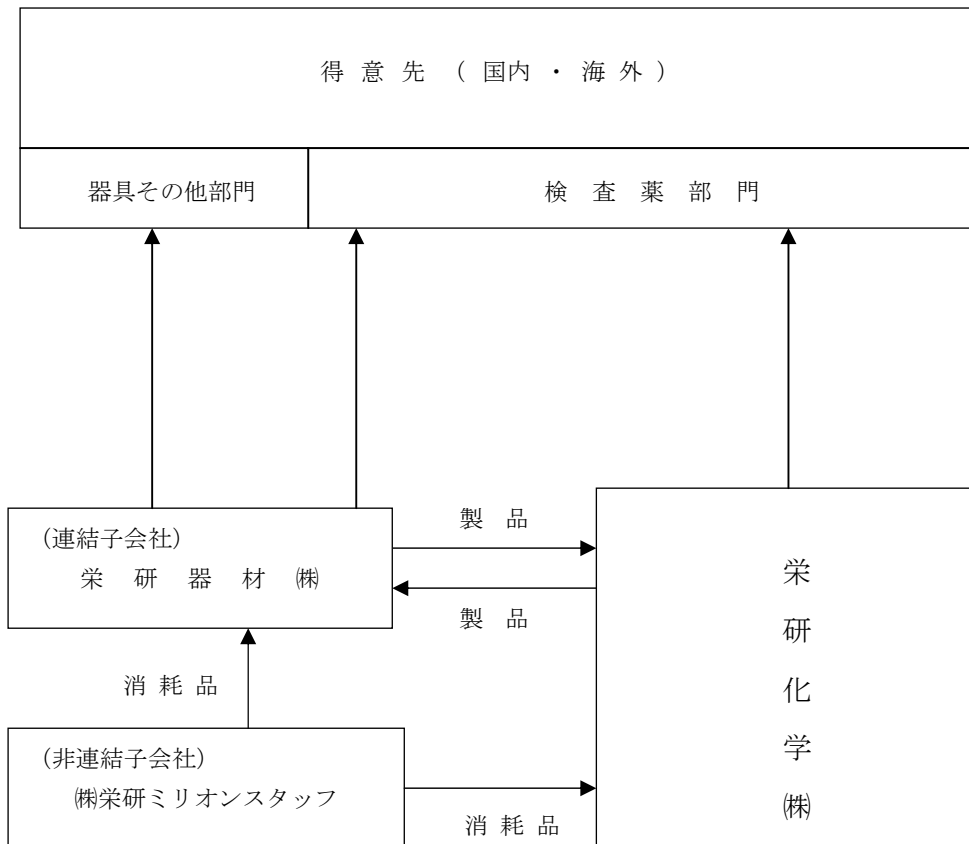 得意先（国内・海外）
器具その他部門
検査薬部門
(連結子会社)
栄研器材㈱
製品
製品
消耗品
(非連結子会社)
㈱栄研ミリオンスタッフ
消耗品
栄研化学㈱